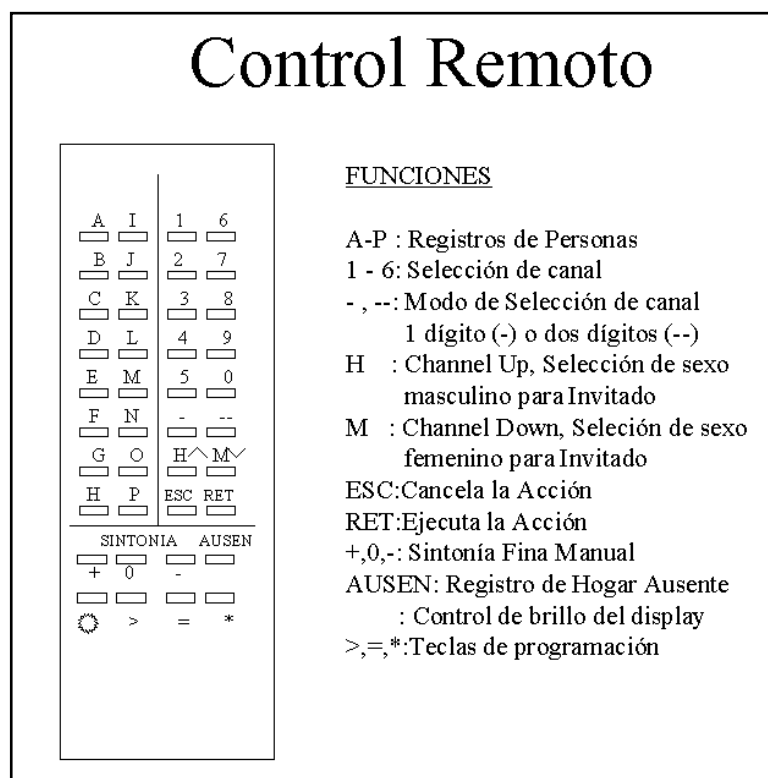 Control Remoto
FUNCIONES
A-P : Registros de Personas
1 - 6: Selección de canal
- , --: Modo de Selección de canal
1 dígito (-) o dos dígitos (--)
H : Channel Up, Selección de sexo
masculino para Invitado
M : Channel Down, Seleción de sexo
femenino para Invitado
ESC:Cancela la Acción
RET:Ejecuta la Acción
+,0,-: Sintonía Fina Manual
AUSEN: Registro de Hogar Ausente
: Control de brillo del display
>,=,*:Teclas de programación
A I 1 6
B J 2 7
C K 3 8
D L 4 9
E M 5 0
F N - --
G O H^ M˅
H P ESC RET
SINTONIA AUSEN
+ 0 -
> = *